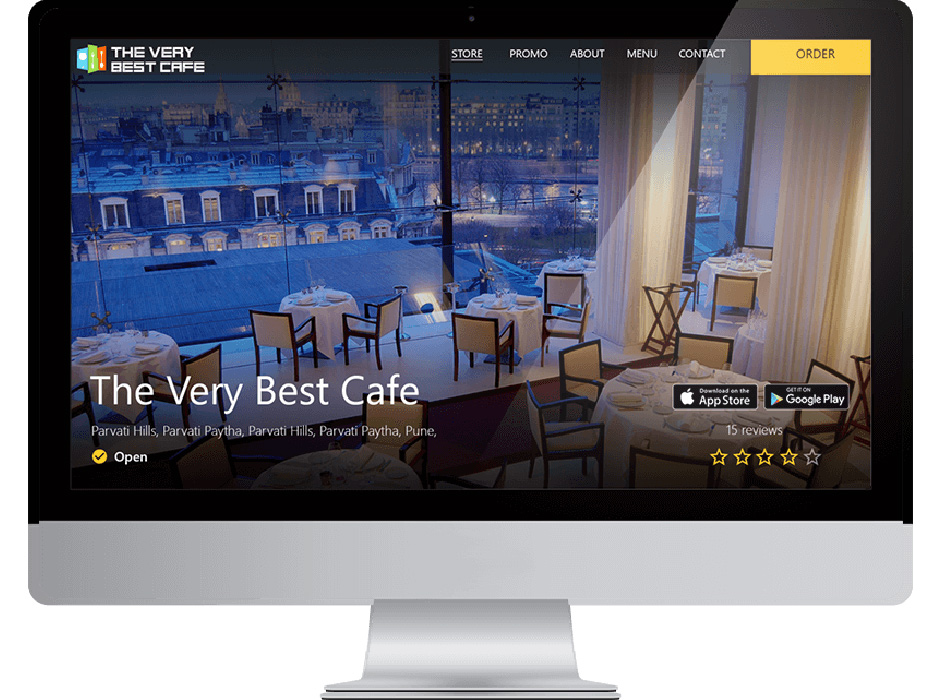 THE VERY
BEST CAFE
STORE
PROMO
ABOUT
MENU
CONTACT
ORDER
The Very Best Cafe
Parvati Hills, Parvati Paytha, Parvati Hills, Parvati Paytha, Pune,
Open
Download on the
App Store
GET IT ON
Google Play
15 reviews